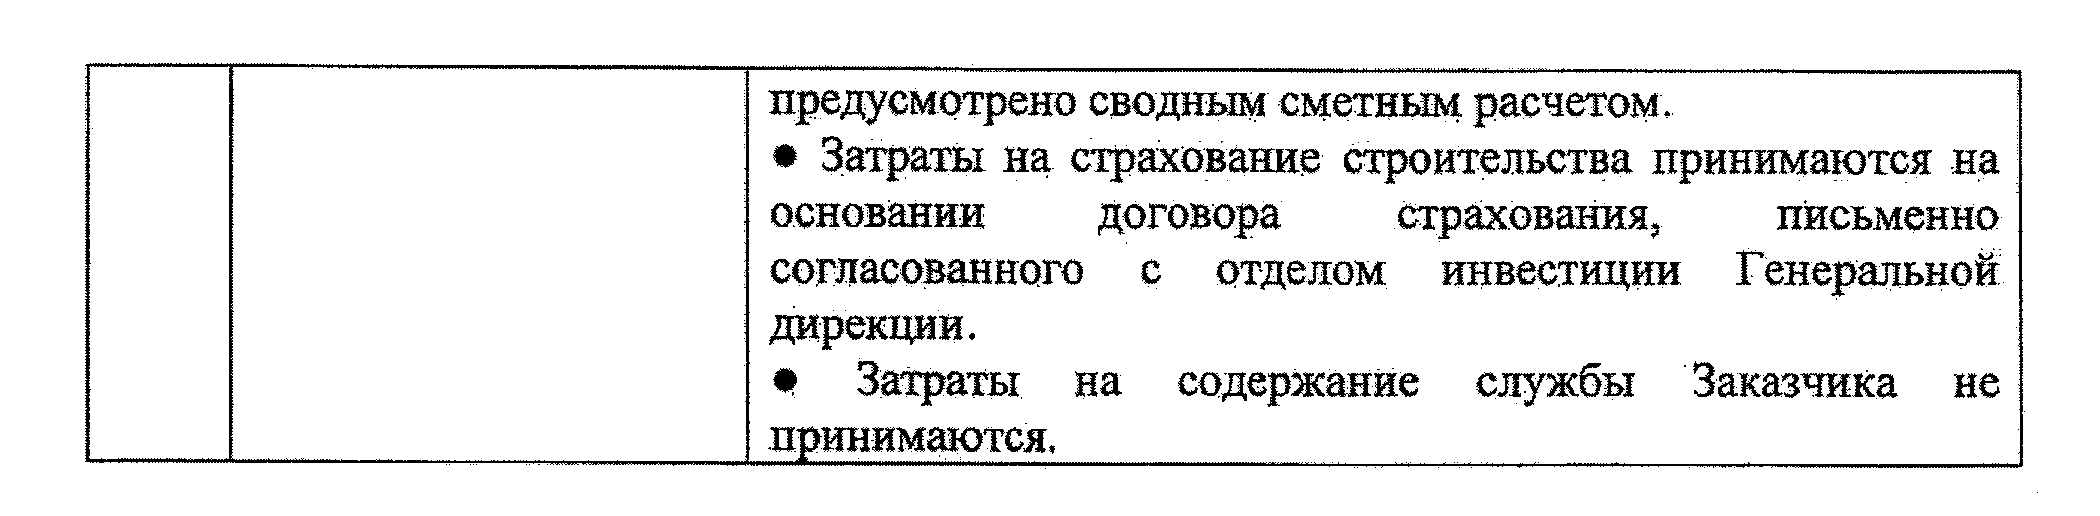 предусмотрено сводным сметным расчетом.
● Затраты на страхование строительства принимаются на
основании договора страхования, письменно
согласованного с отделом инвестиции Генеральной
дирекции.
● Затраты на содержание службы Заказчика не
принимаются.